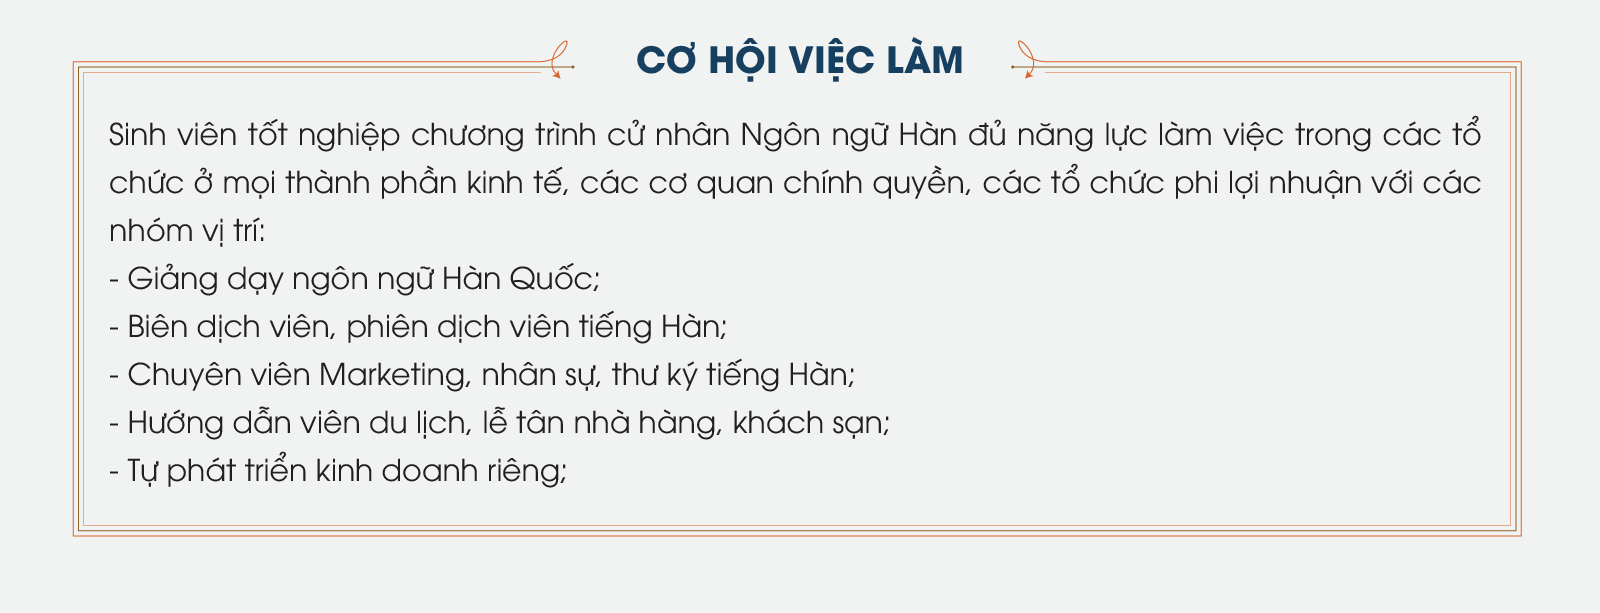 CƠ HỘI VIỆC LÀM
Sinh viên tốt nghiệp chương trình cử nhân Ngôn ngữ Hàn đủ năng lực làm việc trong các tổ
chức ở mọi thành phần kinh tế, các cơ quan chính quyền, các tổ chức phi lợi nhuận với các
nhóm vị trí:
- Giảng dạy ngôn ngữ Hàn Quốc;
- Biên dịch viên, phiên dịch viên tiếng Hàn;
- Chuyên viên Marketing, nhân sự, thư ký tiếng Hàn;
- Hướng dẫn viên du lịch, lễ tân nhà hàng, khách sạn;
- Tự phát triển kinh doanh riêng;